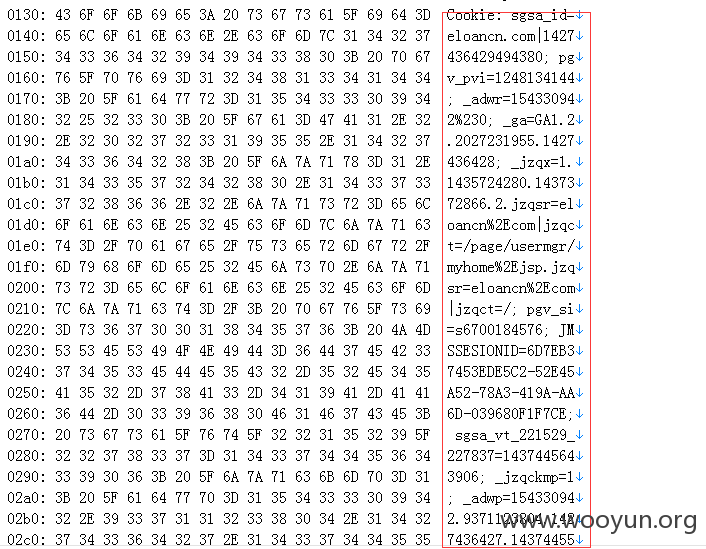 0130: 43 6F 6F 6B 69 65 3A 20 73 67 73 61 5F 69 64 3D Cookie: sgsa_id=↓
0140: 65 6C 6F 61 6E 63 6E 2E 63 6F 6D 7C 31 34 32 37 eloancn.com|1427↓
0150: 34 33 36 34 32 39 34 39 34 33 38 30 3B 20 70 67 436429494380; pg↓
0160: 76 5F 70 76 69 3D 31 32 34 38 31 33 34 31 34 34 v_pvi=1248134144↓
0170: 3B 20 5F 61 64 77 72 3D 31 35 34 33 33 30 39 34 ; _adwr=15433094↓
0180: 32 25 32 33 30 3B 20 5F 67 61 3D 47 41 31 2E 32 2%230; _ga=GA1.2↓
0190: 2E 32 30 32 37 32 33 31 39 35 35 2E 31 34 32 37 .2027231955.1427↓
01a0: 34 33 36 34 32 38 3B 20 5F 6A 7A 71 78 3D 31 2E 436428; _jzqx=1.↓
01b0: 31 34 33 35 37 32 34 32 38 30 2E 31 34 33 37 33 1435724280.14373↓
01c0: 37 32 38 36 36 2E 32 2E 6A 7A 71 73 72 3D 65 6C 72866.2.jzqsr=el↓
01d0: 6F 61 6E 63 6E 25 32 45 63 6F 6D 7C 6A 7A 71 63 oancn%2Ecom|jzqc↓
01e0: 74 3D 2F 70 61 67 65 2F 75 73 65 72 6D 67 72 2F t=/page/usermgr/↓
01f0: 6D 79 68 6F 6D 65 25 32 45 6A 73 70 2E 6A 7A 71 myhome%2Ejsp.jzq↓
0200: 73 72 3D 65 6C 6F 61 6E 63 6E 25 32 45 63 6F 6D sr=eloancn%2Ecom↓
0210: 7C 6A 7A 71 63 74 3D 2F 3B 20 70 67 76 5F 73 69 |jzqct=/; pgv_si↓
0220: 3D 73 36 37 30 30 31 38 34 35 37 36 3B 20 4A 4D =s6700184576; JM↓
0230: 53 53 45 53 49 4F 4E 49 44 3D 36 44 37 45 42 33 SSESIONID=6D7EB3↓
0240: 37 34 35 33 45 44 45 35 43 32 2D 35 32 45 34 35 7453EDE5C2-52E45↓
0250: 41 35 32 2D 37 38 41 33 2D 34 31 39 41 2D 41 41 A52-78A3-419A-AA↓
0260: 36 44 2D 30 33 39 36 38 30 46 31 46 37 43 45 3B 6D-039680F1F7CE;↓
0270: 20 73 67 73 61 5F 76 74 5F 32 32 31 35 32 39 5F sgsa_vt_221529_↓
0280: 32 32 37 38 33 37 3D 31 34 33 37 34 34 35 36 34 227837=143744564↓
0290: 33 39 30 36 3B 20 5F 6A 7A 71 63 6B 6D 70 3D 31 3906; _jzqckmp=1↓
02a0: 3B 20 5F 61 64 77 70 3D 31 35 34 33 33 30 39 34 ; _adwp=15433094↓
02b0: 32 2E 39 33 37 31 31 32 33 38 30 34 2E 31 34 32 2.9371123804.142↓
02c0: 37 34 33 36 34 32 37 2E 31 34 33 37 34 34 35 35 7436427.14374455↓
www.wooyun.org